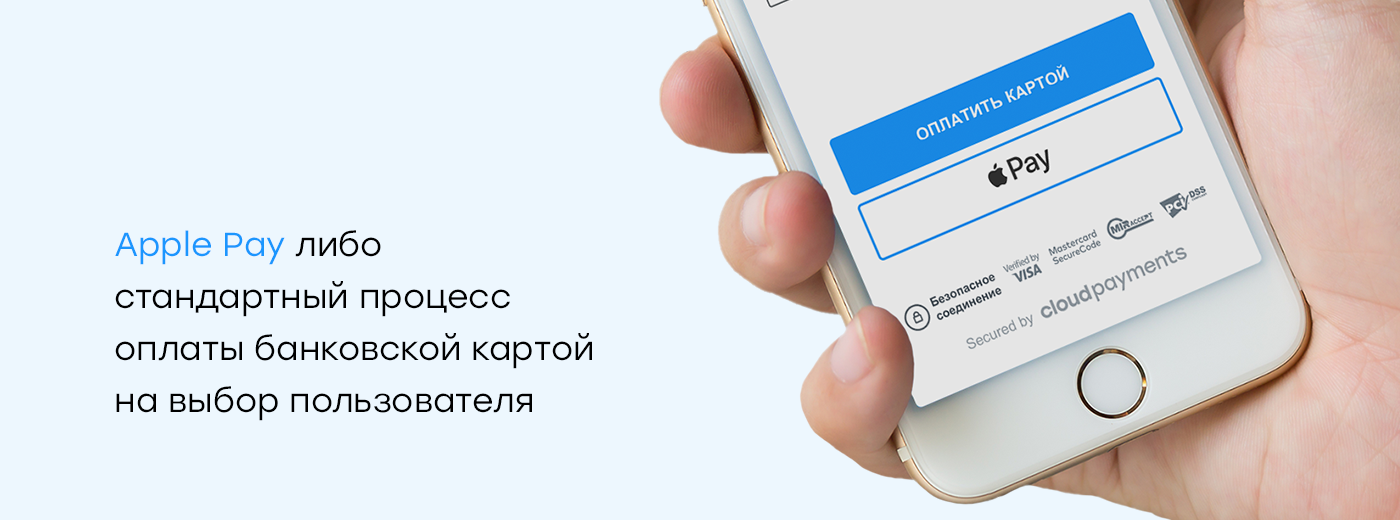 Apple Pay либо
стандартный процесс
оплаты банковской картой
на выбор пользователя
ОПЛАТИТЬ КАРТОЙ
Pay
Безопасное
соединение
Verified by
VISA
Mastercard
SecureCode
MIR ACCEPT
PCI DSS
Secured by cloudpayments